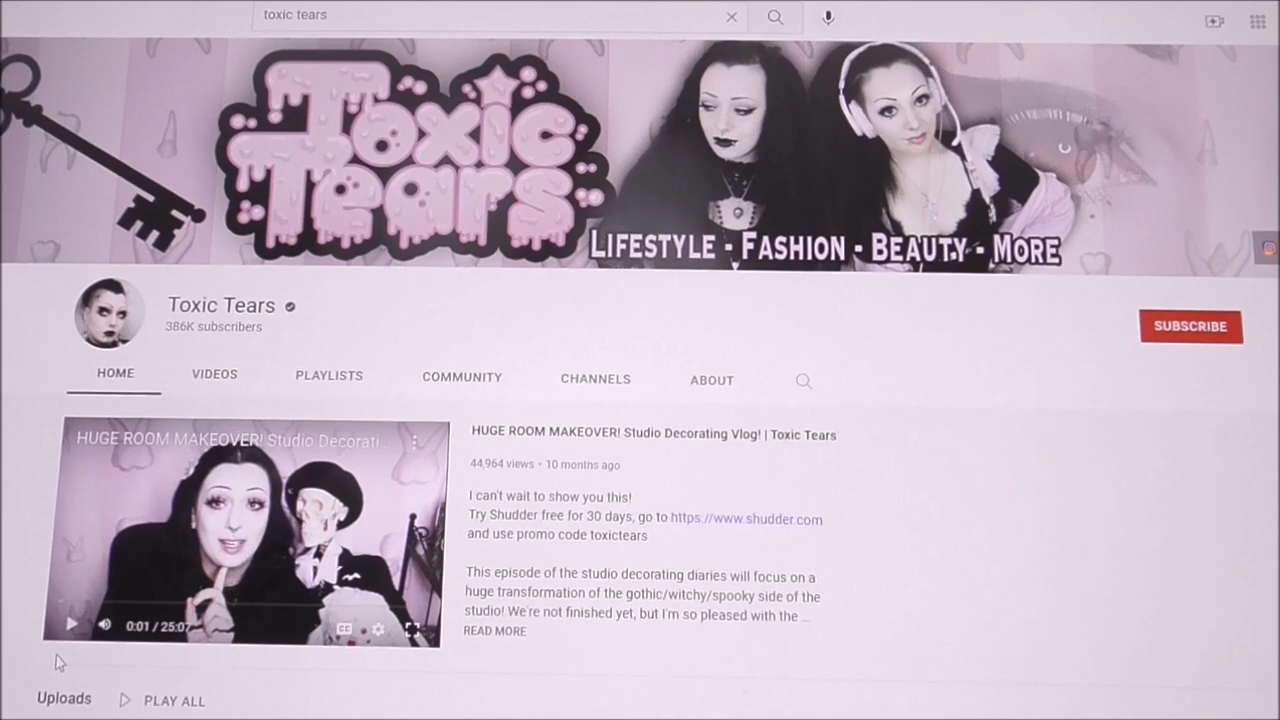 toxic tears
Toxic
Tears
LIFESTYLE - FASHION - BEAUTY - MORE
Toxic Tears
386K subscribers
SUBSCRIBE
HOME VIDEOS PLAYLISTS COMMUNITY CHANNELS ABOUT
HUGE ROOM MAKEOVER! Studio Decorati...
0:01 / 25:07
CC
HUGE ROOM MAKEOVER! Studio Decorating Vlog! | Toxic Tears
44,964 views • 10 months ago
I can't wait to show you this!
Try Shudder free for 30 days, go to https://www.shudder.com
and use promo code toxictears
This episode of the studio decorating diaries will focus on a
huge transformation of the gothic/witchy/spooky side of the
studio! We're not finished yet, but I'm so pleased with the ...
READ MORE
Uploads PLAY ALL